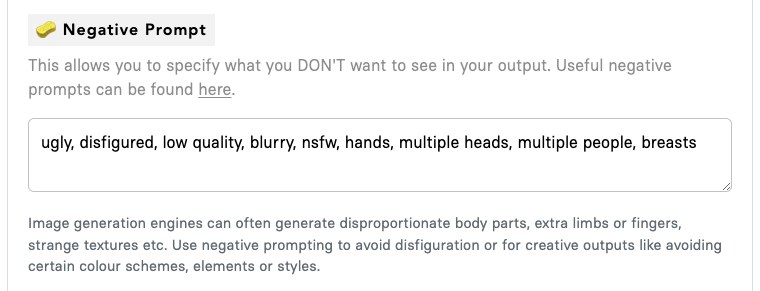 Negative Prompt
This allows you to specify what you DON'T want to see in your output. Useful negative
prompts can be found here.
ugly, disfigured, low quality, blurry, nsfw, hands, multiple heads, multiple people, breasts
Image generation engines can often generate disproportionate body parts, extra limbs or fingers,
strange textures etc. Use negative prompting to avoid disfiguration or for creative outputs like avoiding
certain colour schemes, elements or styles.